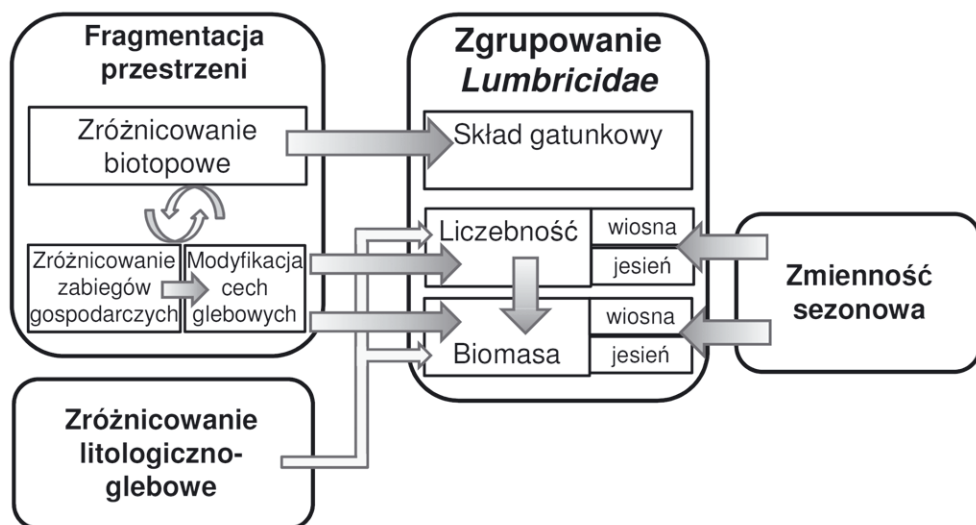 Fragmentacja
przestrzeni
Zróżnicowanie
biotopowe
Zróżnicowanie
zabiegów
gospodarczych
Modyfikacja
cech
glebowych
Zróżnicowanie
litologiczno-
glebowe
Zgrupowanie
Lumbricidae
Skład gatunkowy
Liczebność
wiosna
jesień
Biomasa
wiosna
jesień
Zmienność
sezonowa